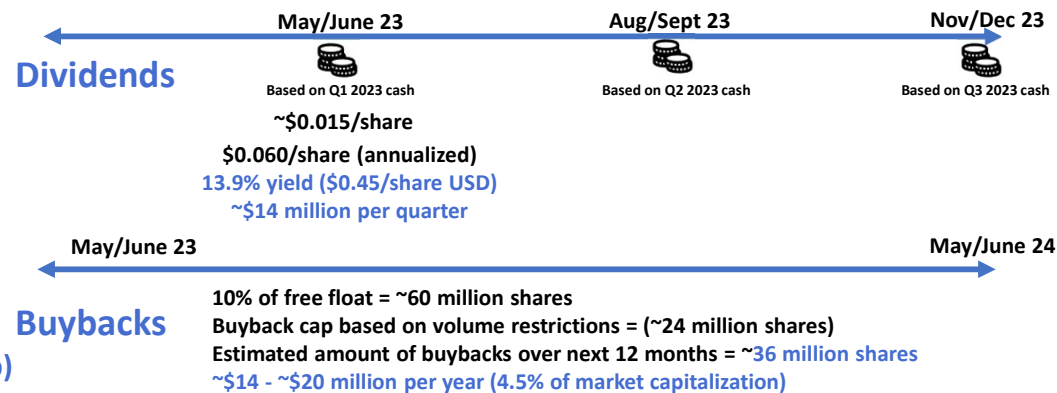 May/June 23 Aug/Sept 23 Nov/Dec 23
Dividends
Based on Q1 2023 cash Based on Q2 2023 cash Based on Q3 2023 cash
~$0.015/share
$0.060/share (annualized)
13.9% yield ($0.45/share USD)
~$14 million per quarter
May/June 23 May/June 24
Buybacks
10% of free float = ~60 million shares
Buyback cap based on volume restrictions = (~24 million shares)
Estimated amount of buybacks over next 12 months = ~36 million shares
~$14 - ~$20 million per year (4.5% of market capitalization)